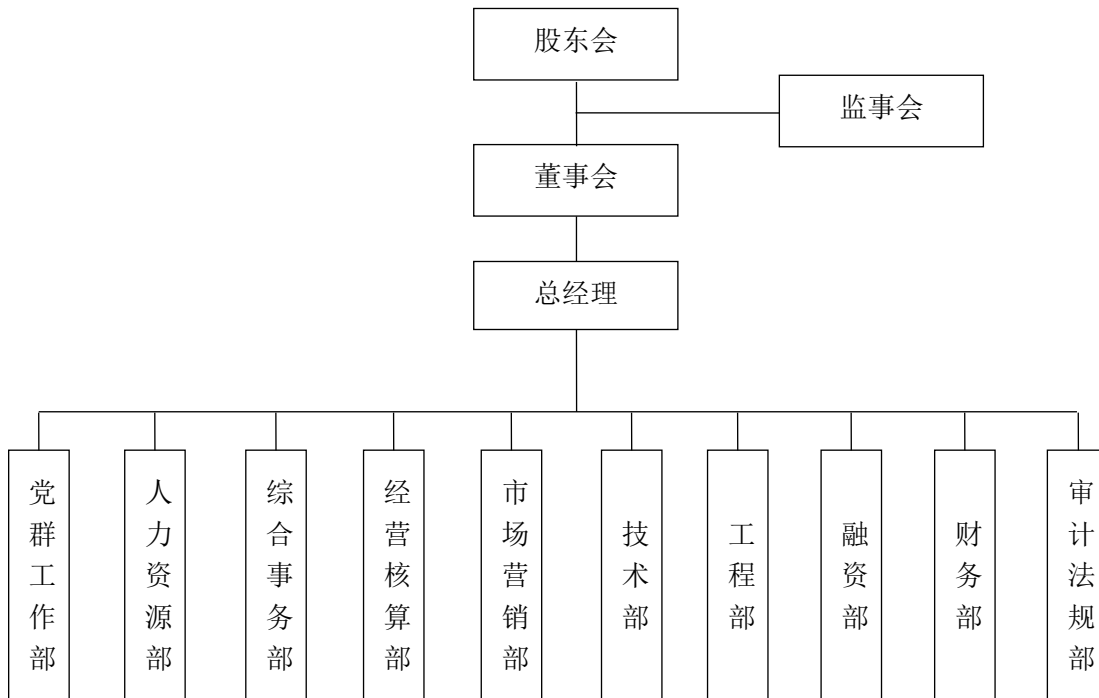 股东会
监事会
董事会
总经理
党群工作部
人力资源部
综合事务部
经营核算部
市场营销部
技术部
工程部
融资部
财务部
审计法规部